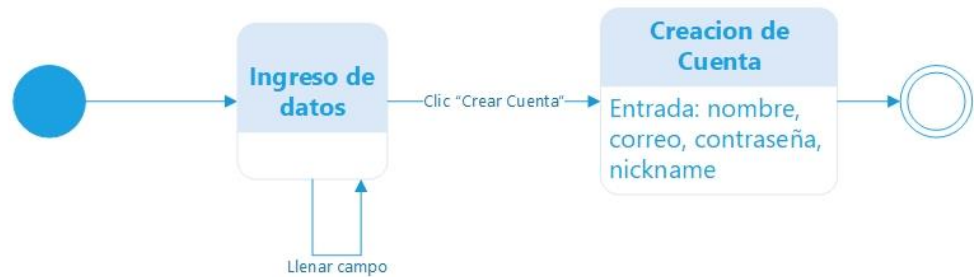 Ingreso de
datos
Clic "Crear Cuenta"
Creacion de
Cuenta
Entrada: nombre,
correo, contraseña,
nickname
Llenar campo